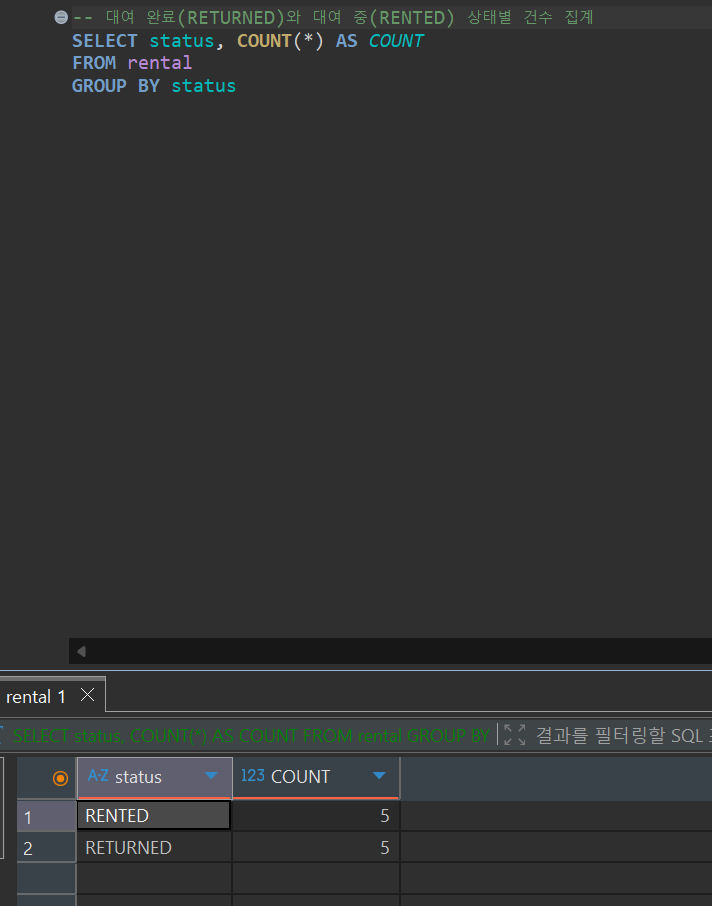 -- 대여 완료(RETURNED)와 대여 중(RENTED) 상태별 건수 집계
SELECT status, COUNT(*) AS COUNT
FROM rental
GROUP BY status
rental 1
SELECT status, COUNT(*) AS COUNT FROM rental GROUP BY 결과를 필터링할 SQL
A-Z status 123 COUNT
1 RENTED 5
2 RETURNED 5